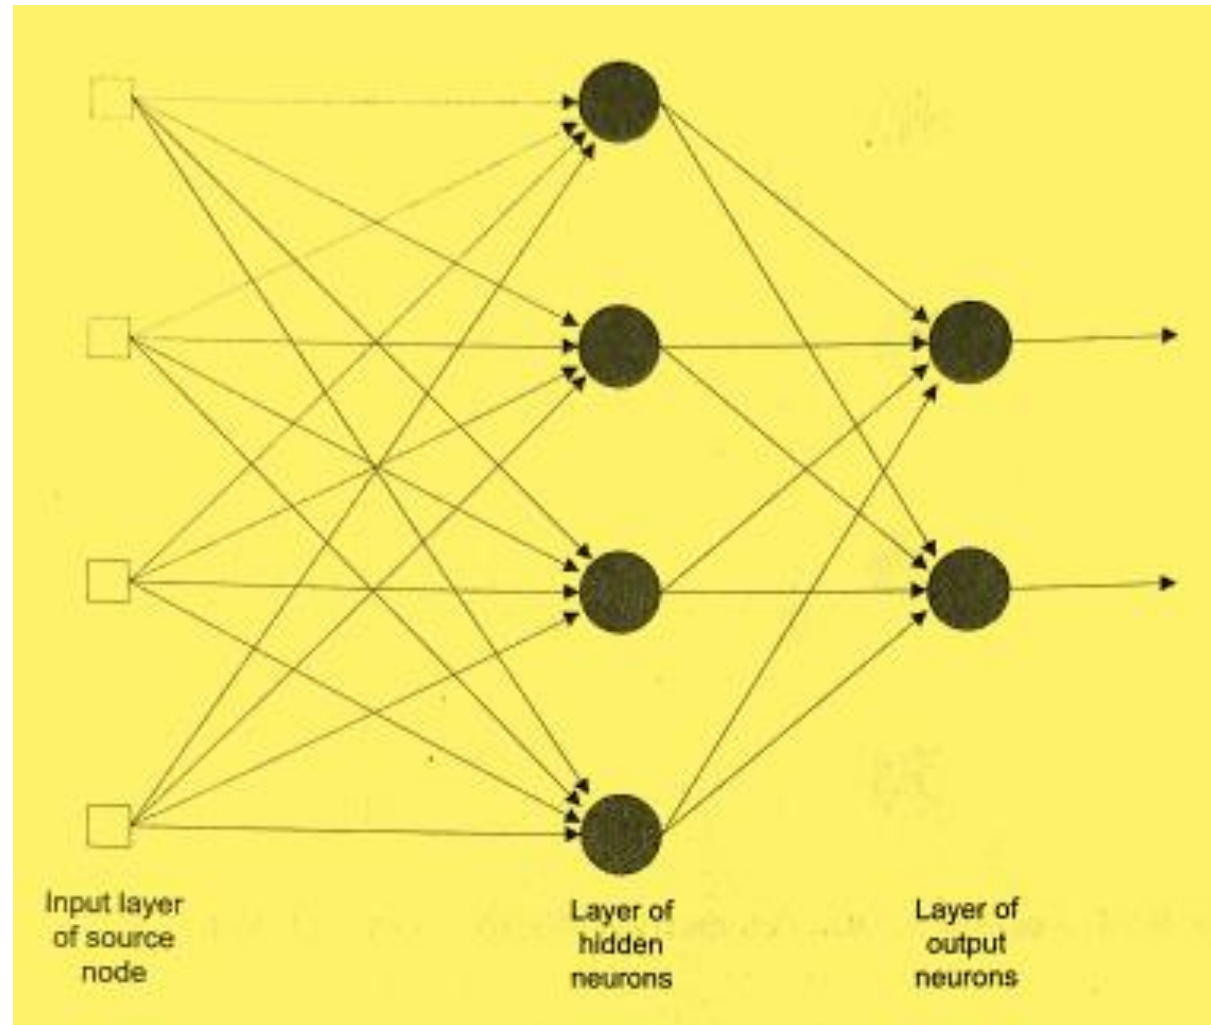 Input layer
of source
node
Layer of
hidden
neurons
Layer of
output
neurons